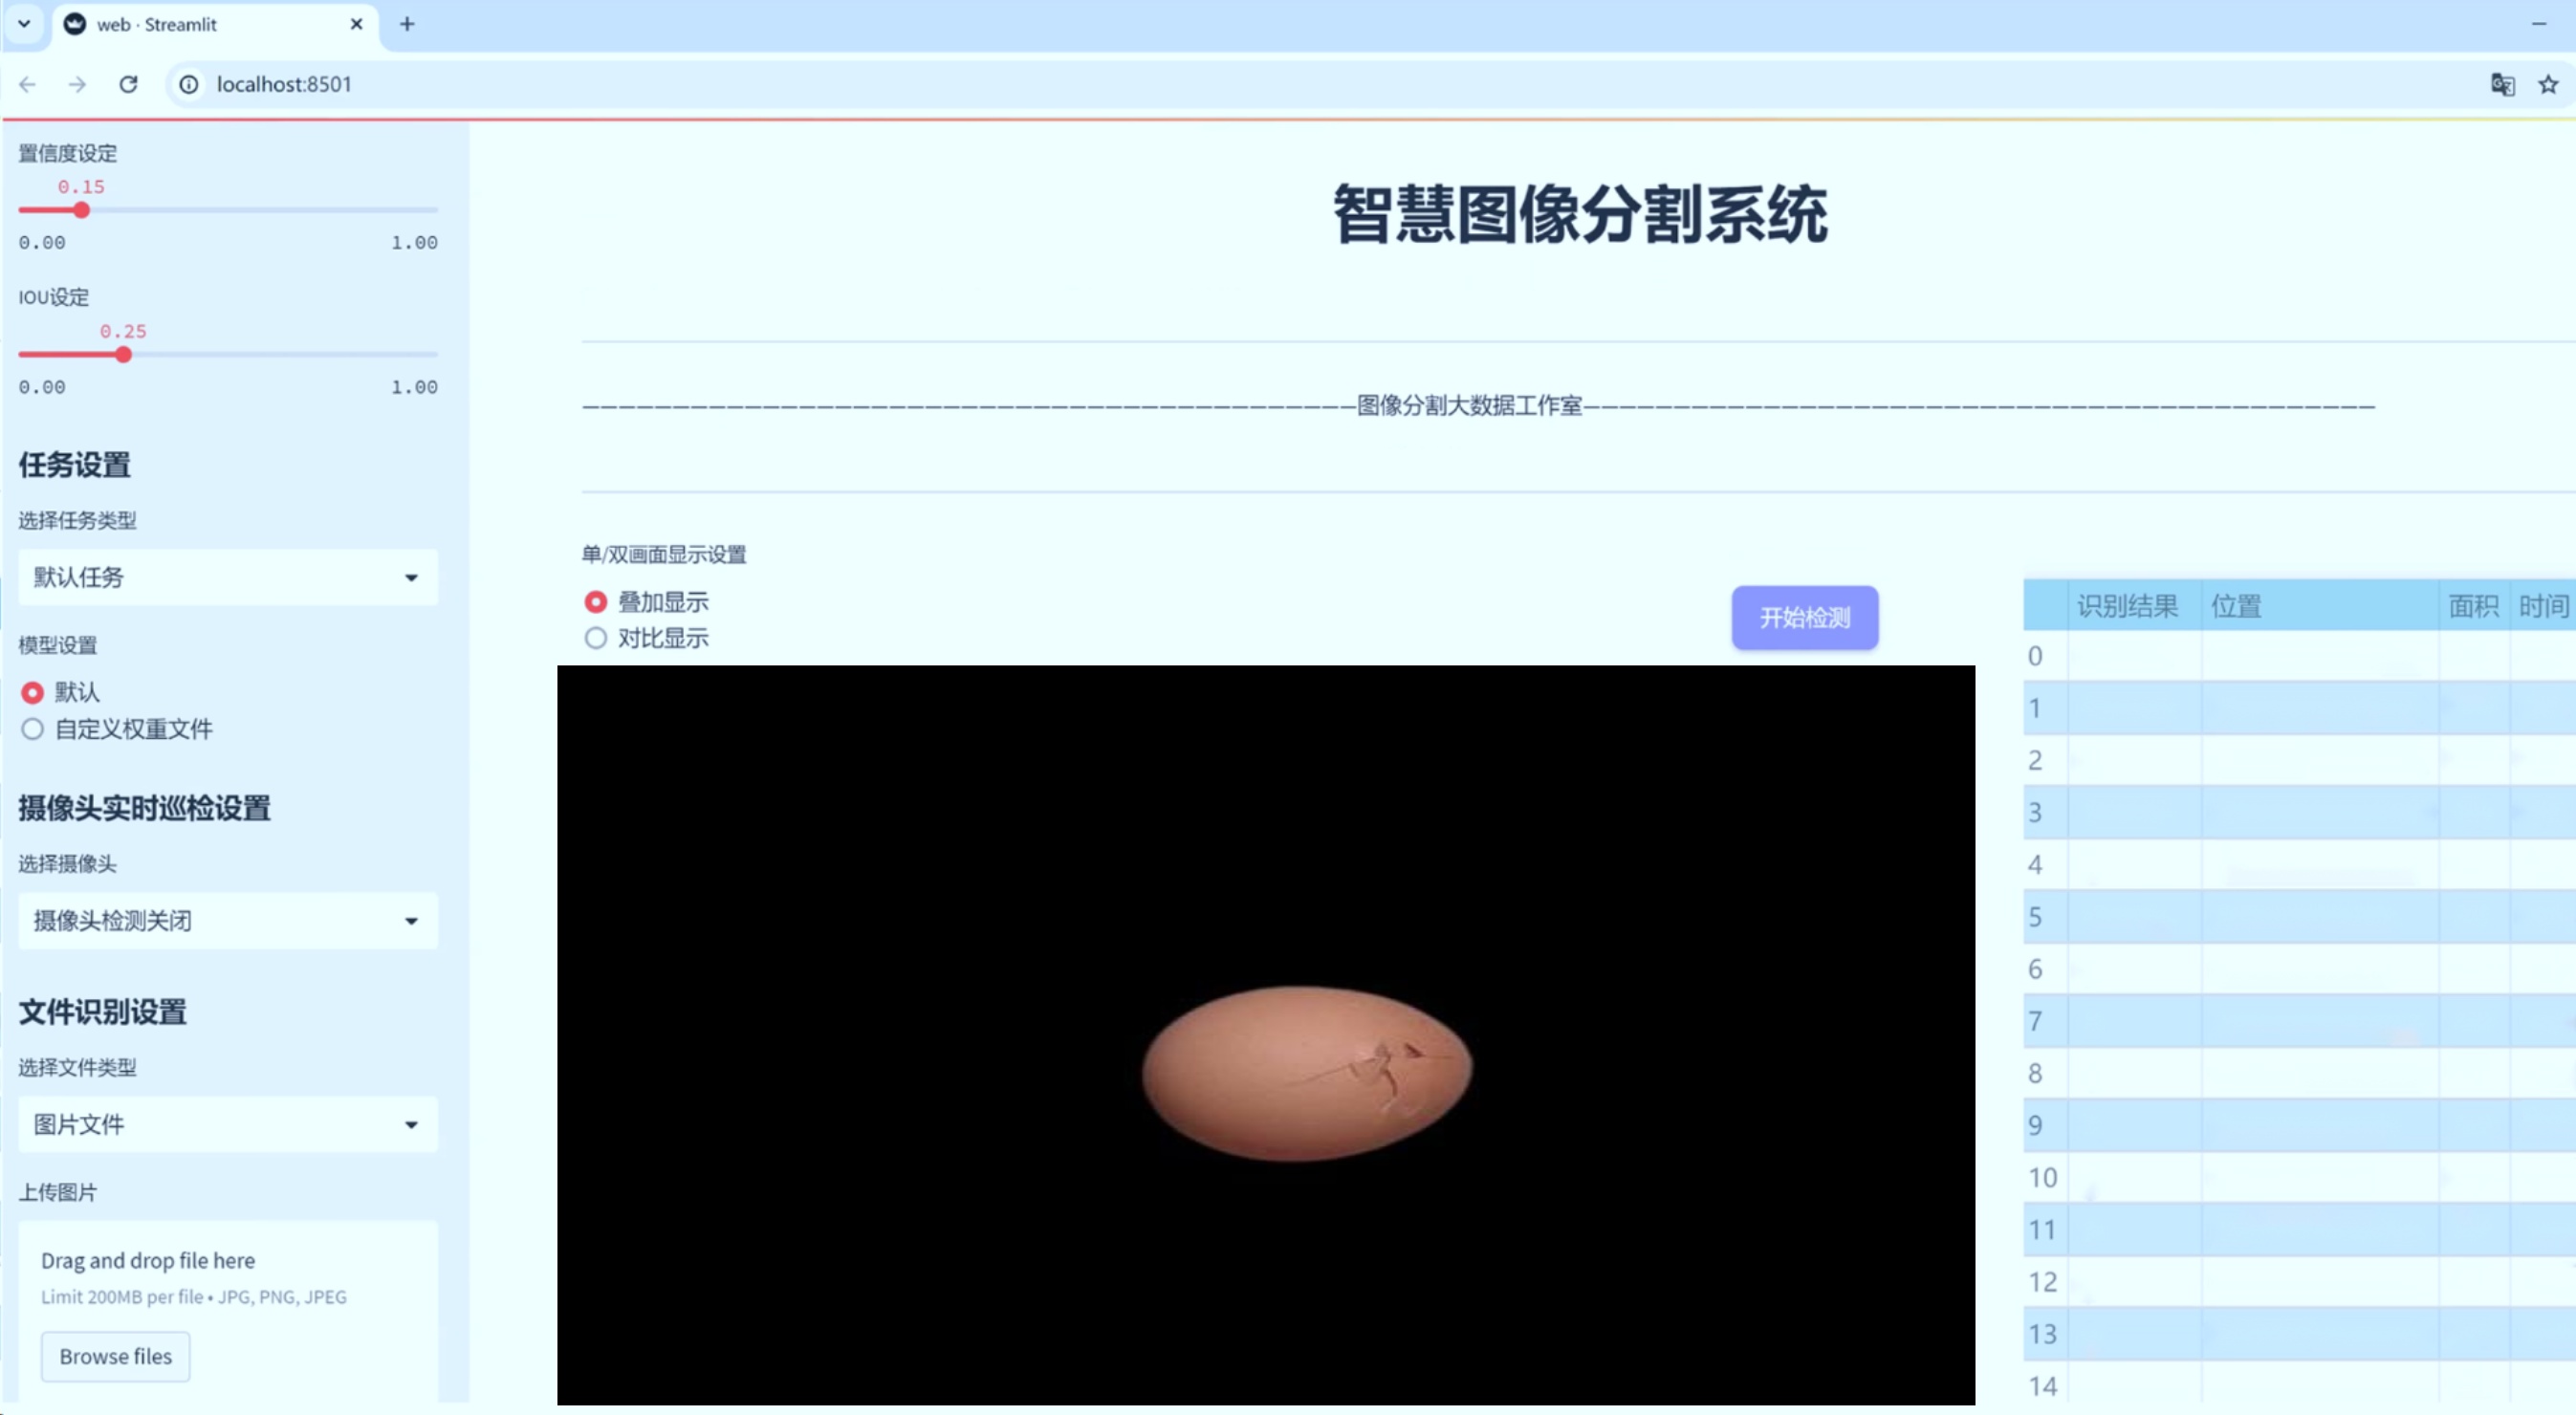 web · Streamlit
localhost:8501
置信度设定
0.15
0.00 1.00
IOU设定
0.25
0.00 1.00
任务设置
选择任务类型
默认任务
模型设置
默认
自定义权重文件
摄像头实时巡检设置
选择摄像头
摄像头检测关闭
文件识别设置
选择文件类型
图片文件
上传图片
Drag and drop file here
Limit 200MB per file • JPG, PNG, JPEG
Browse files
智慧图像分割系统
———————————————————————————————————————————图像分割大数据工作室————————————————————————————————————————————
单/双画面显示设置
叠加显示
对比显示
开始检测
识别结果 位置 面积 时间
0
1
2
3
4
5
6
7
8
9
10
11
12
13
14